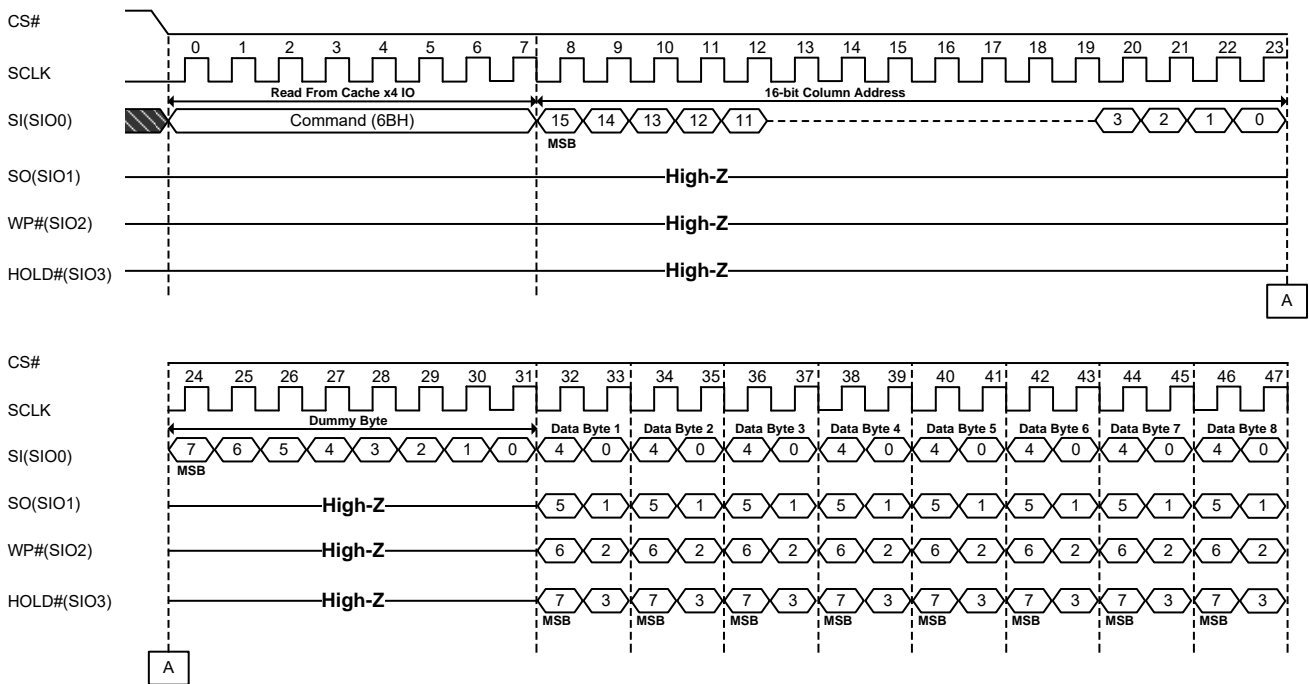 CS#
0 1 2 3 4 5 6 7 8 9 10 11 12 13 14 15 16 17 18 19 20 21 22 23
SCLK
Read From Cache x4 IO 16-bit Column Address
SI(SIO0) Command (6BH) 15 14 13 12 11 3 2 1 0
MSB
SO(SIO1) High-Z
WP#(SIO2) High-Z
HOLD#(SIO3) High-Z
A
CS#
24 25 26 27 28 29 30 31 32 33 34 35 36 37 38 39 40 41 42 43 44 45 46 47
SCLK
Dummy Byte Data Byte 1 Data Byte 2 Data Byte 3 Data Byte 4 Data Byte 5 Data Byte 6 Data Byte 7 Data Byte 8
SI(SIO0) 7 6 5 4 3 2 1 0 4 0 4 0 4 0 4 0 4 0 4 0 4 0 4 0
MSB
SO(SIO1) High-Z 5 1 5 1 5 1 5 1 5 1 5 1 5 1 5 1
WP#(SIO2) High-Z 6 2 6 2 6 2 6 2 6 2 6 2 6 2 6 2
HOLD#(SIO3) High-Z 7 3 7 3 7 3 7 3 7 3 7 3 7 3 7 3
MSB MSB MSB MSB MSB MSB MSB MSB
A